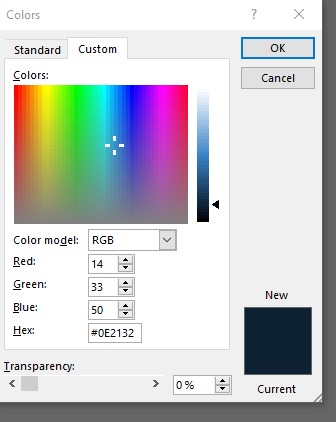 Colors ? ×
Standard Custom
OK
Cancel
Colors:
Color model: RGB
Red: 14
Green: 33
Blue: 50
Hex: #0E2132
New
Current
Transparency:
0 %